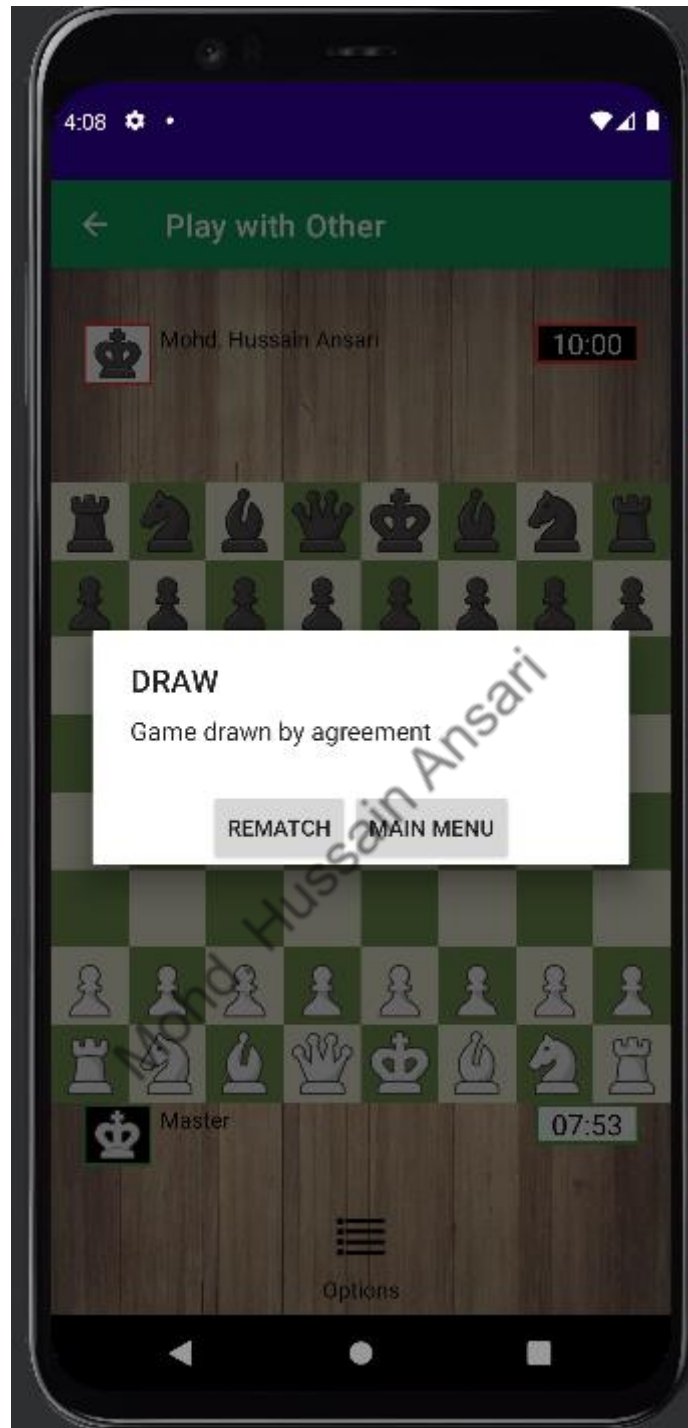 4:08
Play with Other
Mohd. Hussain Ansari
10:00
DRAW
Game drawn by agreement
REMATCH MAIN MENU
Mohd. Hussain Ansari
Master
07:53
Options